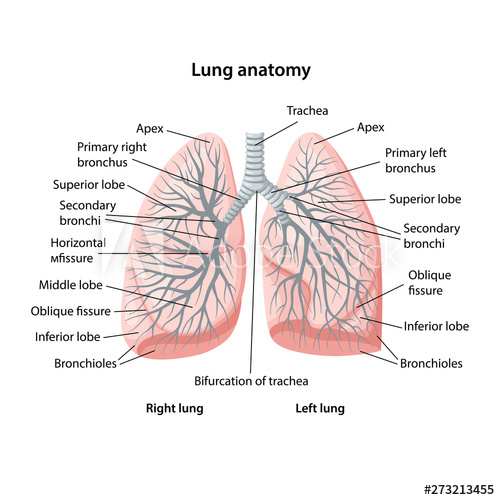 Lung anatomy
Trachea
Apex
Apex
Primary right
bronchus
Primary left
bronchus
Superior lobe
Superior lobe
Secondary
bronchi
Secondary
bronchi
Horizontal
мfissure
Oblique
fissure
Middle lobe
Oblique fissure
Inferior lobe
Inferior lobe
Bronchioles
Bronchioles
Bifurcation of trachea
Right lung
Left lung
Adobe Stock
#273213455